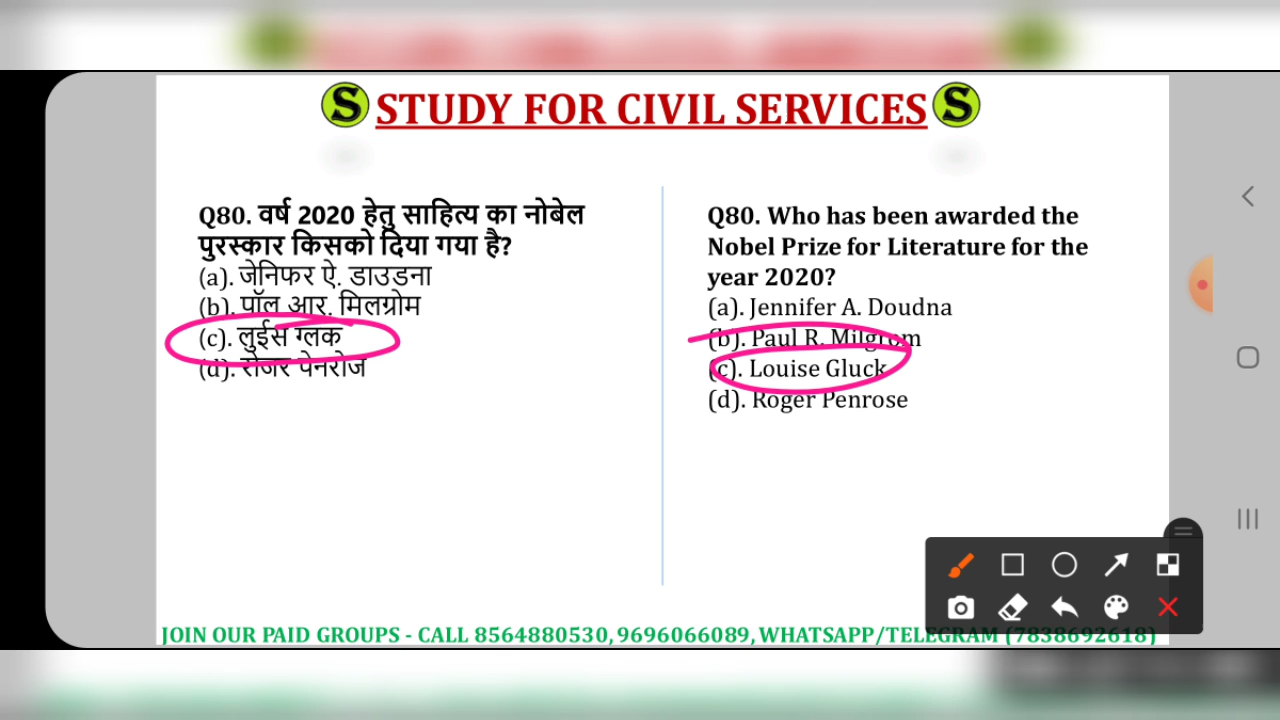 STUDY FOR CIVIL SERVICES
Q80. वर्ष 2020 हेतु साहित्य का नोबेल
पुरस्कार किसको दिया गया है?
(a). जेनिफर ऐ. डाउडना
(b). पॉल आर. मिलग्रोम
(c). लुईस ग्लक
(d). रोजर पेनरोज
Q80. Who has been awarded the
Nobel Prize for Literature for the
year 2020?
(a). Jennifer A. Doudna
(b). Paul R. Milgrom
(c). Louise Gluck
(d). Roger Penrose
JOIN OUR PAID GROUPS - CALL 8564880530, 9696066089, WHATSAPP/TELEGRAM (7838692618)